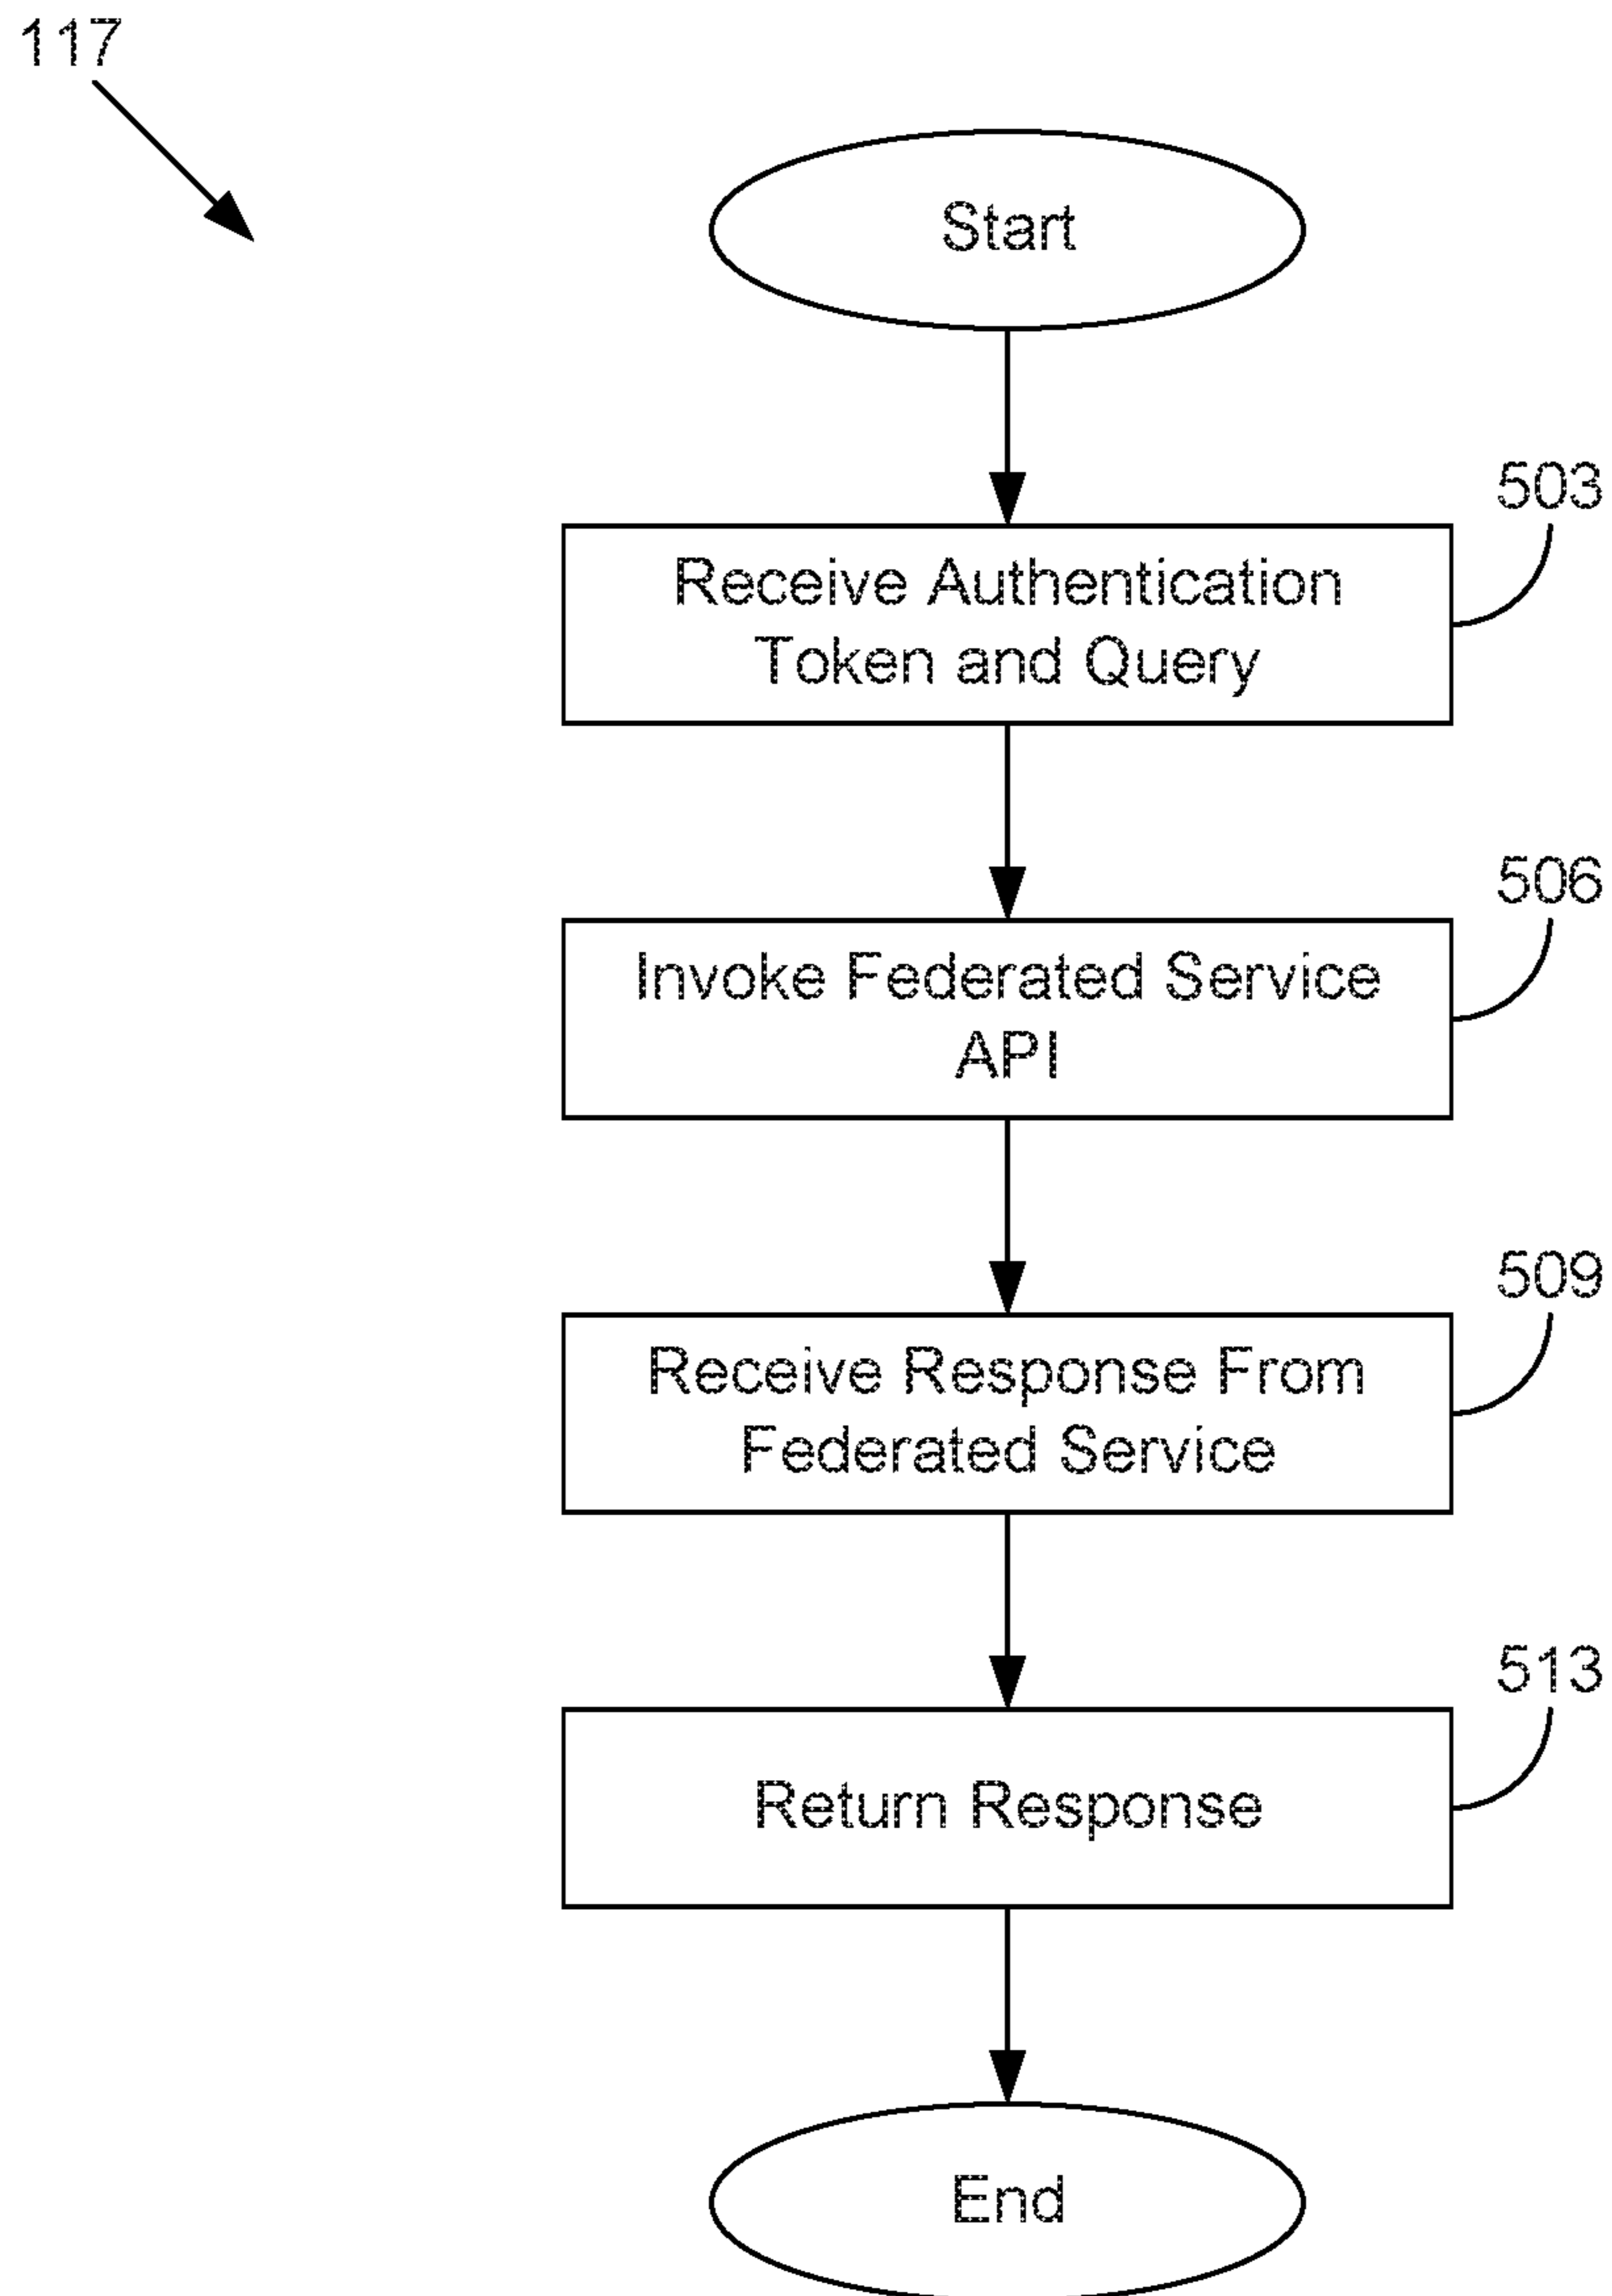 117
Start
503
Receive Authentication
Token and Query
506
Invoke Federated Service
API
509
Receive Response From
Federated Service
513
Return Response
End